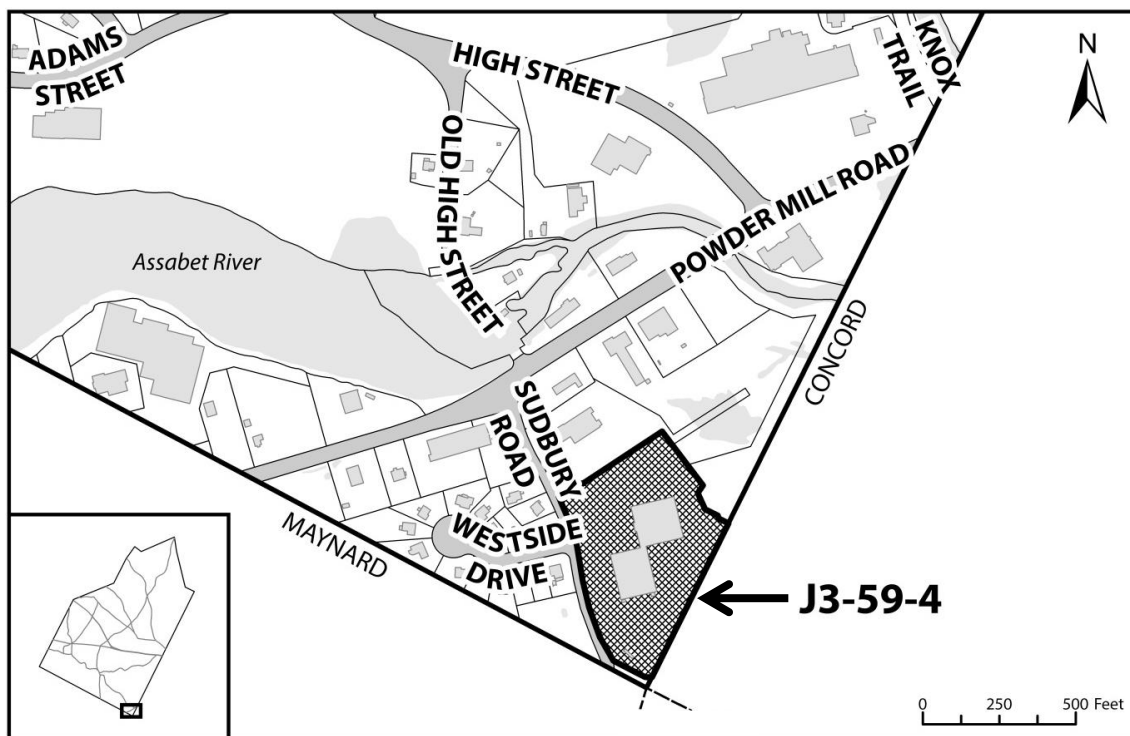 ADAMS
STREET
HIGH STREET
KNOX
TRAIL
N
OLD HIGH STREET
POWDER MILL ROAD
Assabet River
CONCORD
SUDBURY
ROAD
WESTSIDE
DRIVE
MAYNARD
J3-59-4
0 250 500 Feet